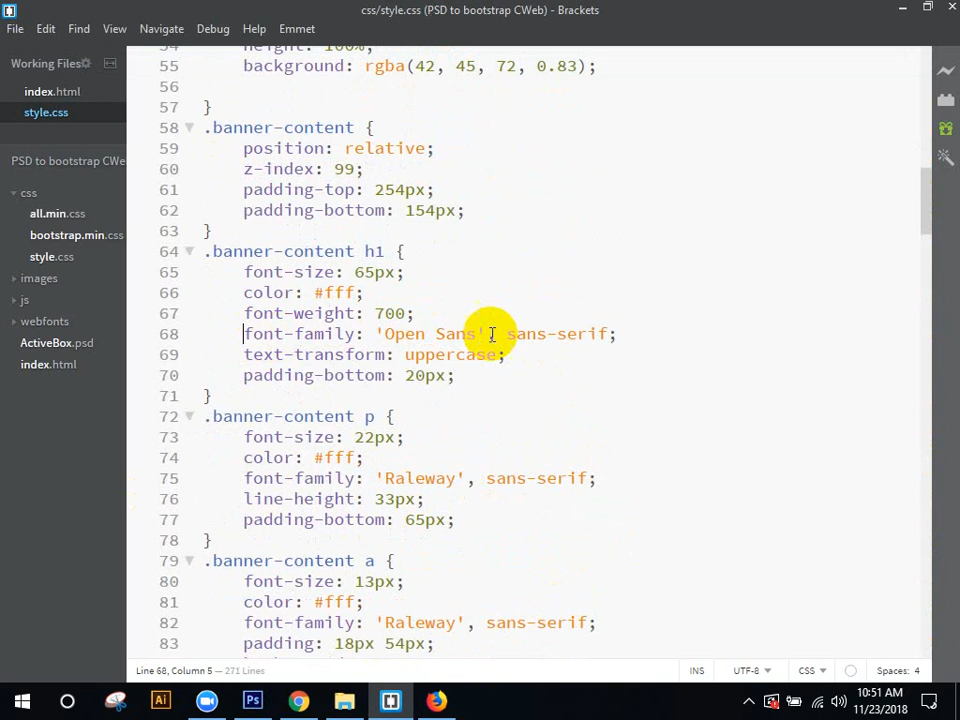 css/style.css (PSD to bootstrap CWeb) - Brackets
File Edit Find View Navigate Debug Help Emmet
Working Files
index.html
style.css
PSD to bootstrap CWe
css
all.min.css
bootstrap.min.css
style.css
images
js
webfonts
ActiveBox.psd
index.html
54 height: 100%;
55 background: rgba(42, 45, 72, 0.83);
56
57 }
58 .banner-content {
59 position: relative;
60 z-index: 99;
61 padding-top: 254px;
62 padding-bottom: 154px;
63 }
64 .banner-content h1 {
65 font-size: 65px;
66 color: #fff;
67 font-weight: 700;
68 font-family: 'Open Sans', sans-serif;
69 text-transform: uppercase;
70 padding-bottom: 20px;
71 }
72 .banner-content p {
73 font-size: 22px;
74 color: #fff;
75 font-family: 'Raleway', sans-serif;
76 line-height: 33px;
77 padding-bottom: 65px;
78 }
79 .banner-content a {
80 font-size: 13px;
81 color: #fff;
82 font-family: 'Raleway', sans-serif;
83 padding: 18px 54px;
Line 68, Column 5 — 271 Lines
INS UTF-8 CSS Spaces: 4
Ai Ps
10:51 AM
11/23/2018